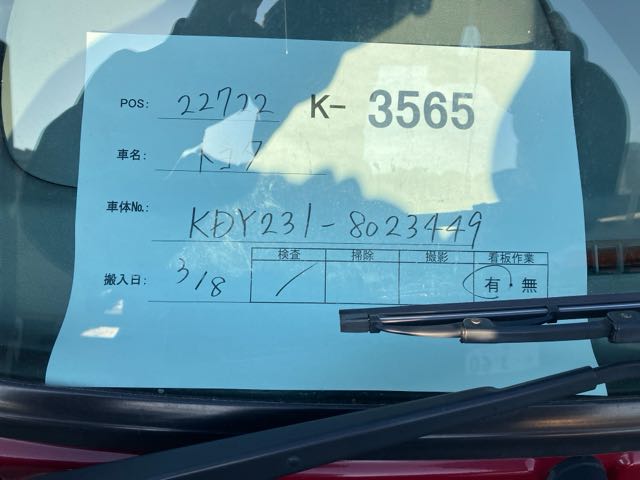 POS: 22722 K- 3565
車名: トヨタ
車体No.: KDY231-8023449
検査 掃除 撮影 看板作業
搬入日: 3/8 / 有・無